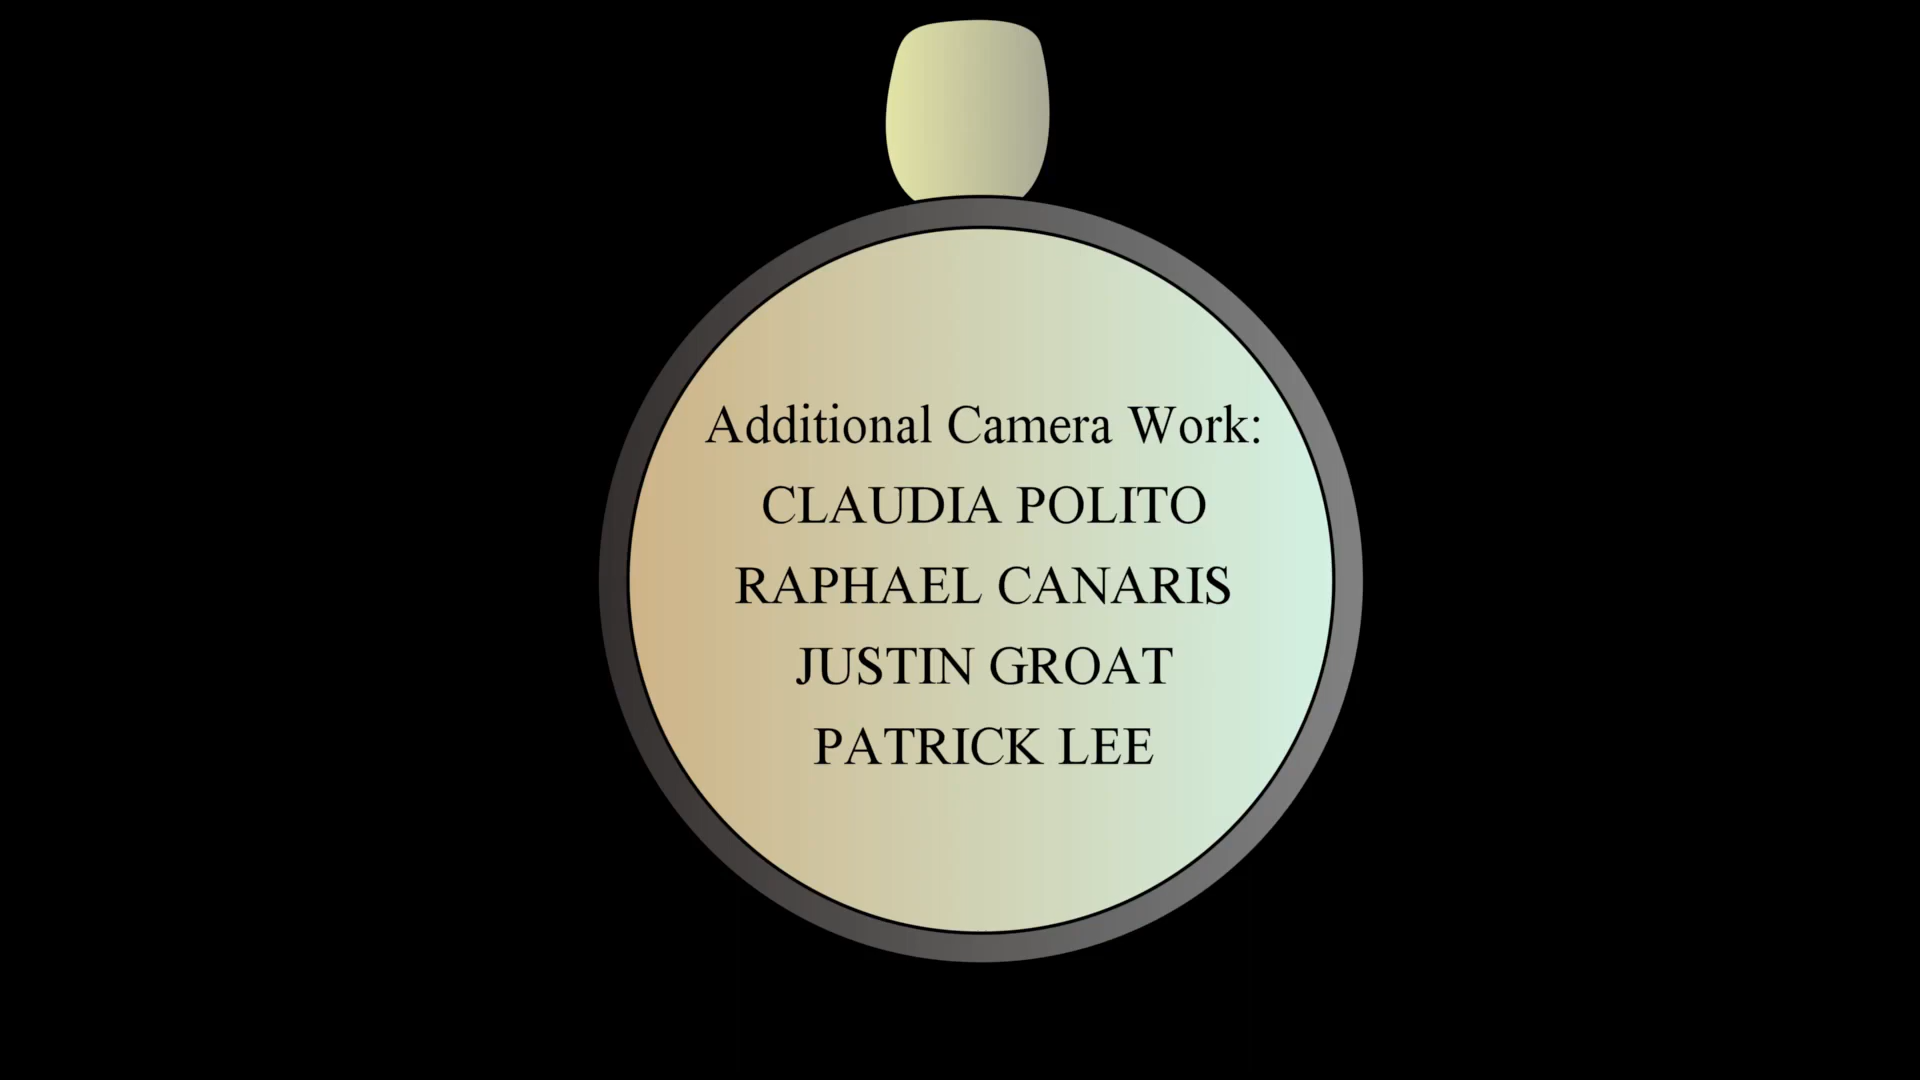 Additional Camera Work:
CLAUDIA POLITO
RAPHAEL CANARIS
JUSTIN GROAT
PATRICK LEE